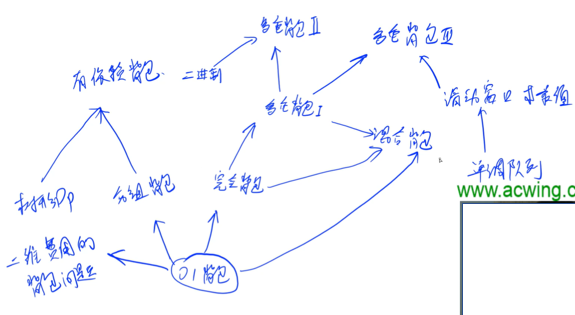 多重背包 II
多重背包 III
有依赖背包
二进制
滑动窗口 求最值
多重背包 I
混合背包
单调队列
www.acwing.co
树形Dp
分组背包
完全背包
二维费用的
背包问题
01背包